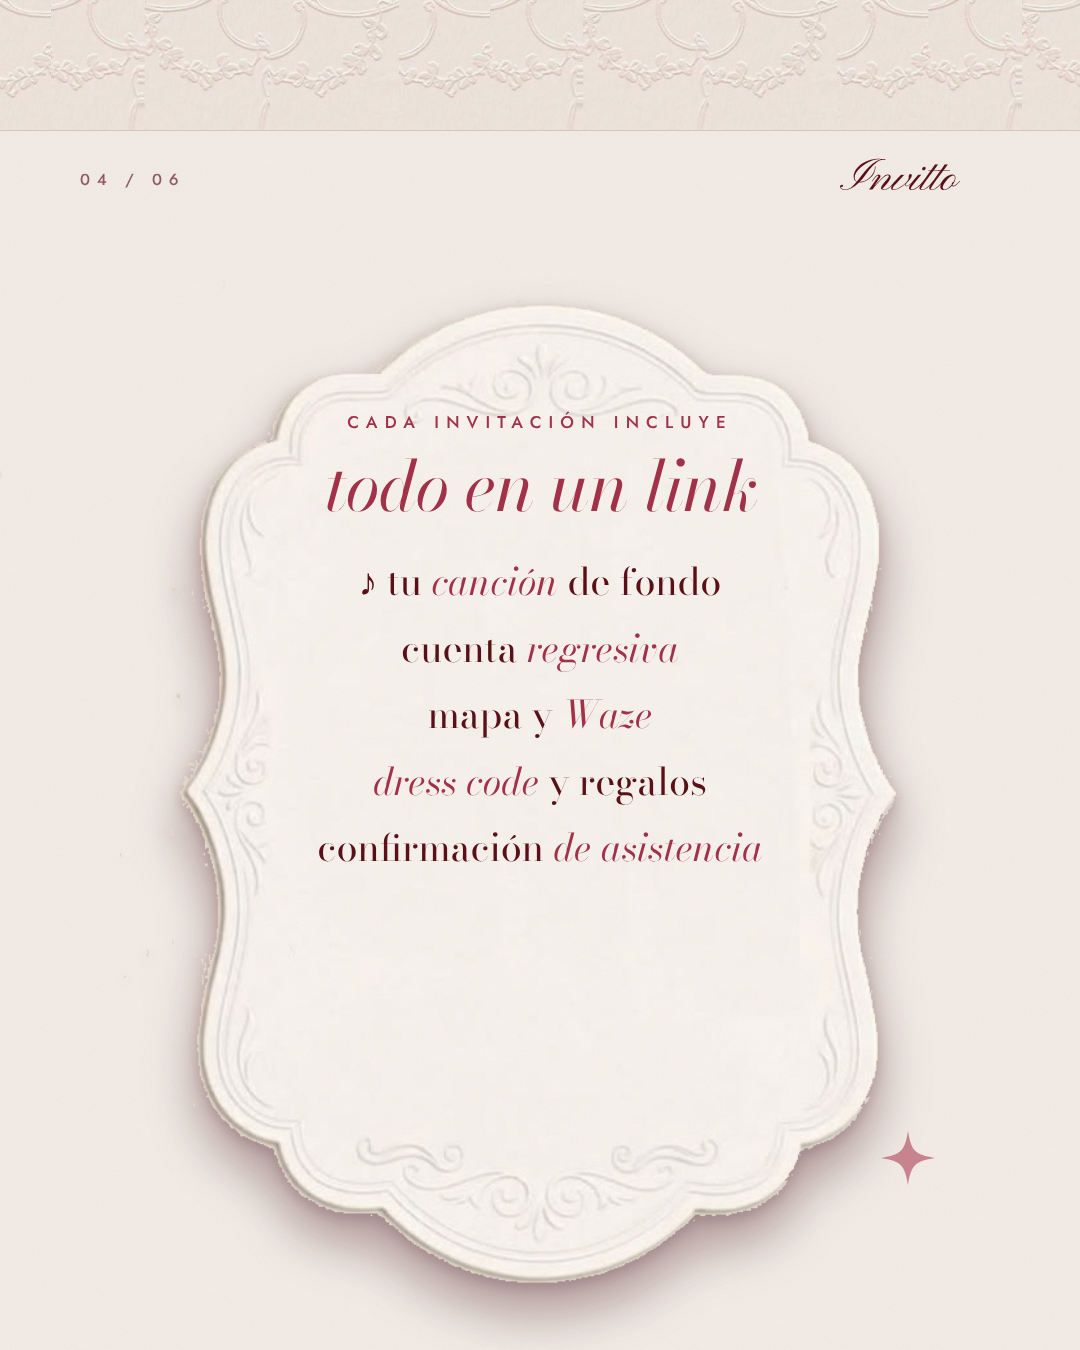 04 / 06
Invitto
CADA INVITACIÓN INCLUYE
todo en un link
♪ tu canción de fondo
cuenta regresiva
mapa y Waze
dress code y regalos
confirmación de asistencia